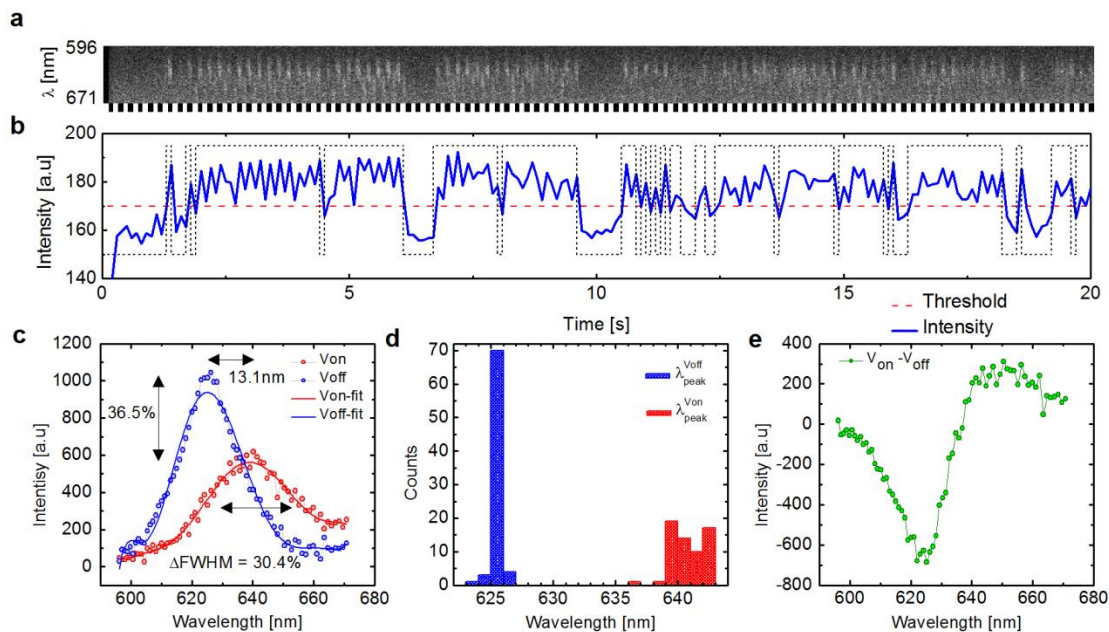 a
596
λ [nm]
671
b
200
180
160
140
Intensity [a.u]
0 5 10 15 20
Time [s]
Threshold
Intensity
c
1200
1000
800
600
400
200
0
Intentisy [a.u]
Von
Voff
Von-fit
Voff-fit
13.1nm
-36.5%
ΔFWHM = 30.4%
600 620 640 660 680
Wavelength [nm]
d
70
60
50
40
30
20
10
0
Counts
λ Voff peak
λ Von peak
625 630 635 640
Wavelength [nm]
e
400
200
0
-200
-400
-600
-800
Intensity [a.u]
Von -Voff
600 620 640 660 680
Wavelength [nm]